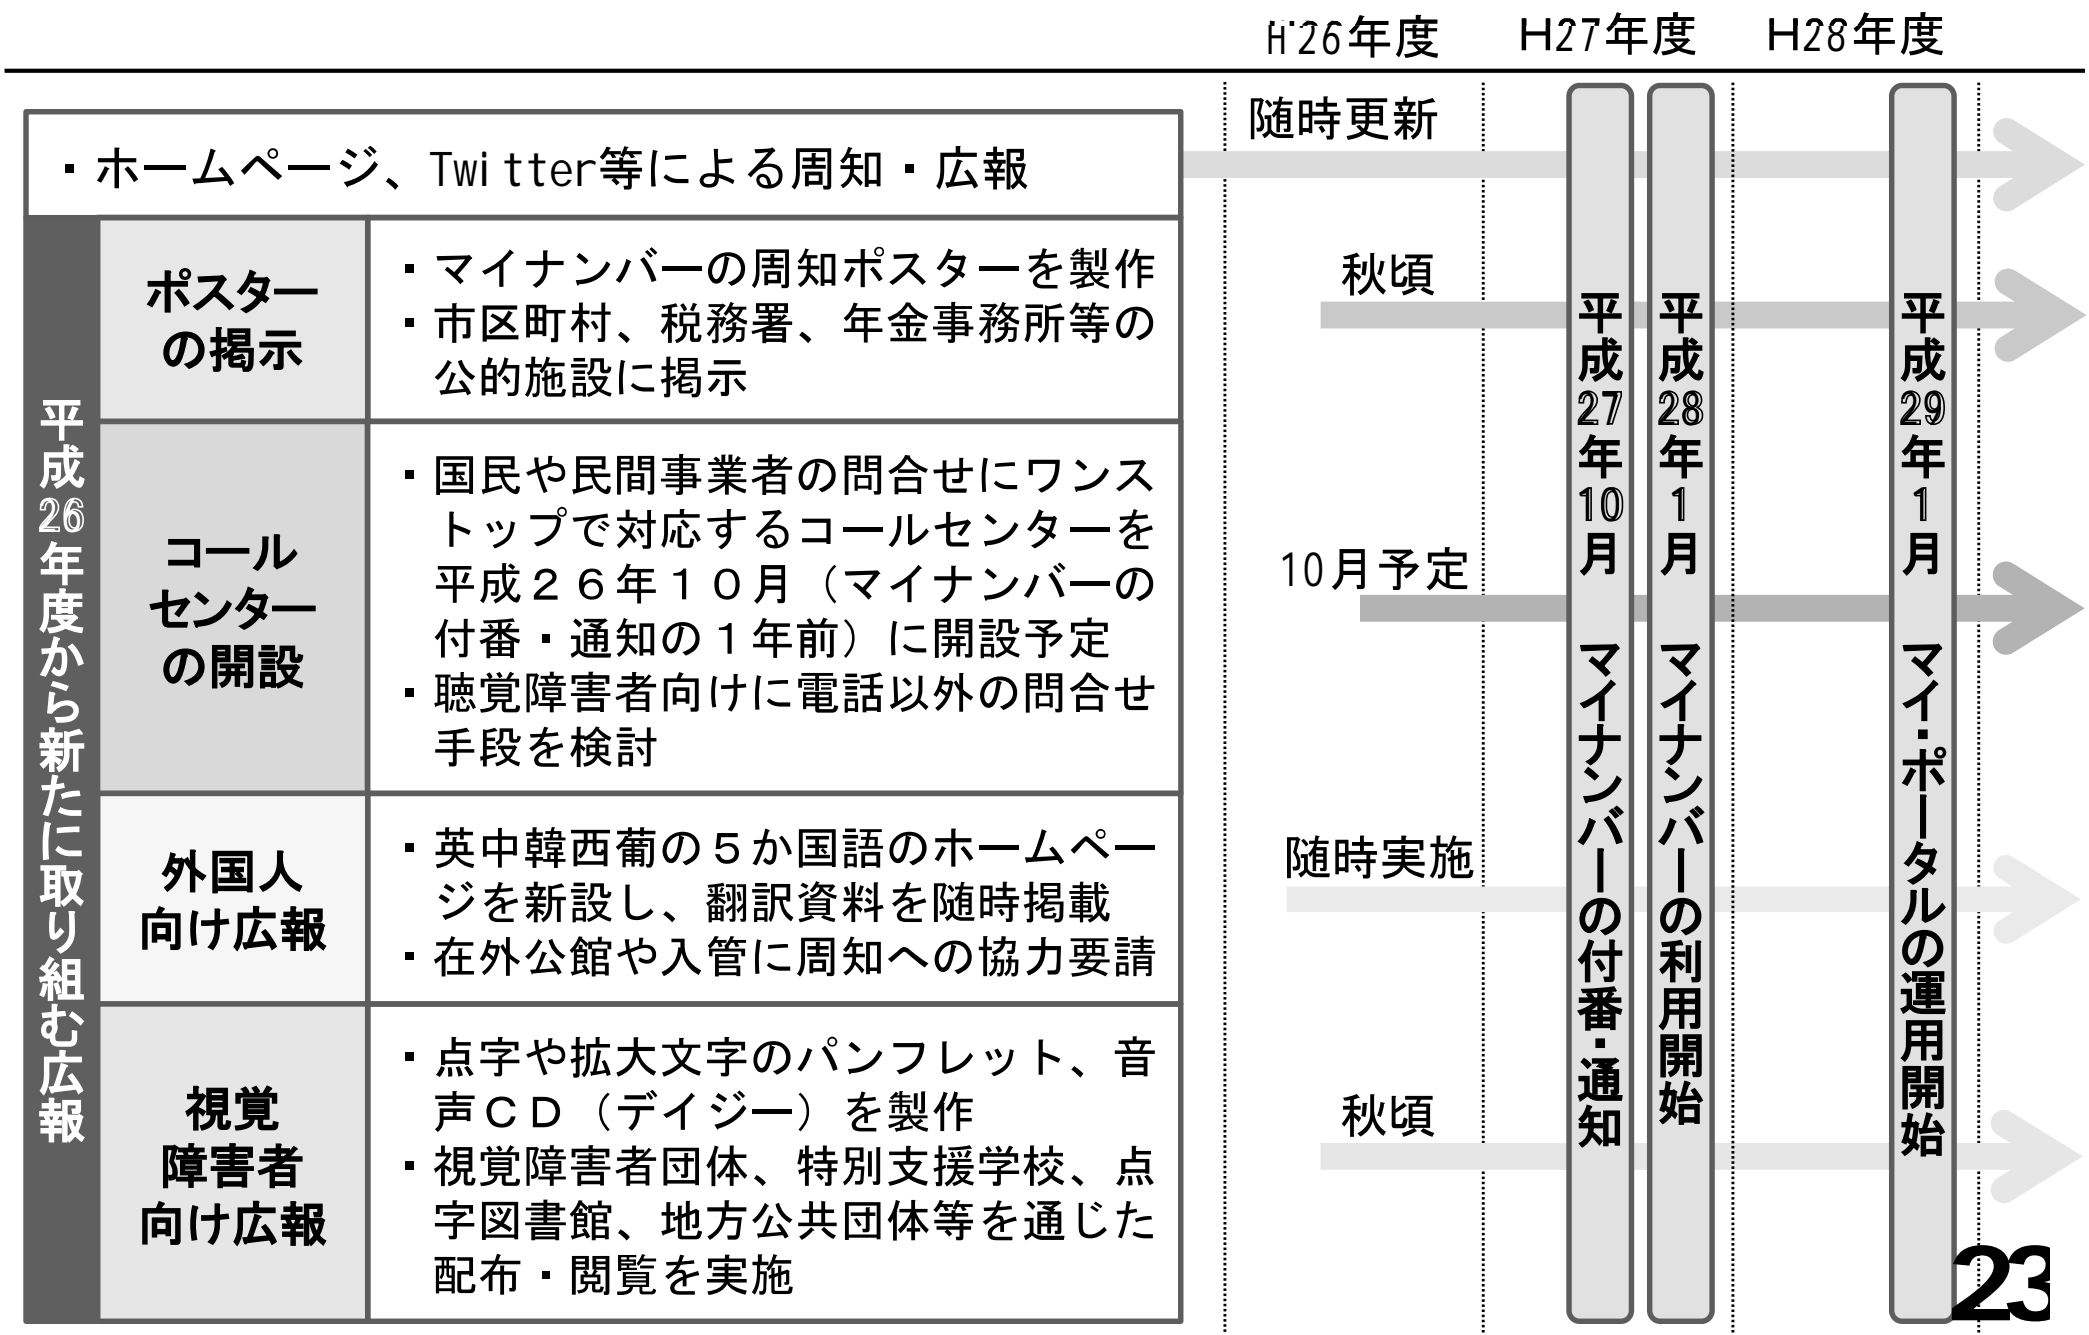 H26年度 H27年度 H28年度
・ホームページ、Twitter等による周知・広報
随時更新
平成26年度から新たに取り組む広報
ポスター
の掲示
・マイナンバーの周知ポスターを製作
・市区町村、税務署、年金事務所等の
公的施設に掲示
秋頃
コール
センター
の開設
・国民や民間事業者の問合せにワンス
トップで対応するコールセンターを
平成２６年１０月（マイナンバーの
付番・通知の１年前）に開設予定
・聴覚障害者向けに電話以外の問合せ
手段を検討
10月予定
外国人
向け広報
・英中韓西葡の５か国語のホームペー
ジを新設し、翻訳資料を随時掲載
・在外公館や入管に周知への協力要請
随時実施
視覚
障害者
向け広報
・点字や拡大文字のパンフレット、音
声ＣＤ（デイジー）を製作
・視覚障害者団体、特別支援学校、点
字図書館、地方公共団体等を通じた
配布・閲覧を実施
秋頃
平成27年10月 マイナンバーの付番・通知
平成28年1月 マイナンバーの利用開始
平成29年1月 マイ・ポータルの運用開始
23